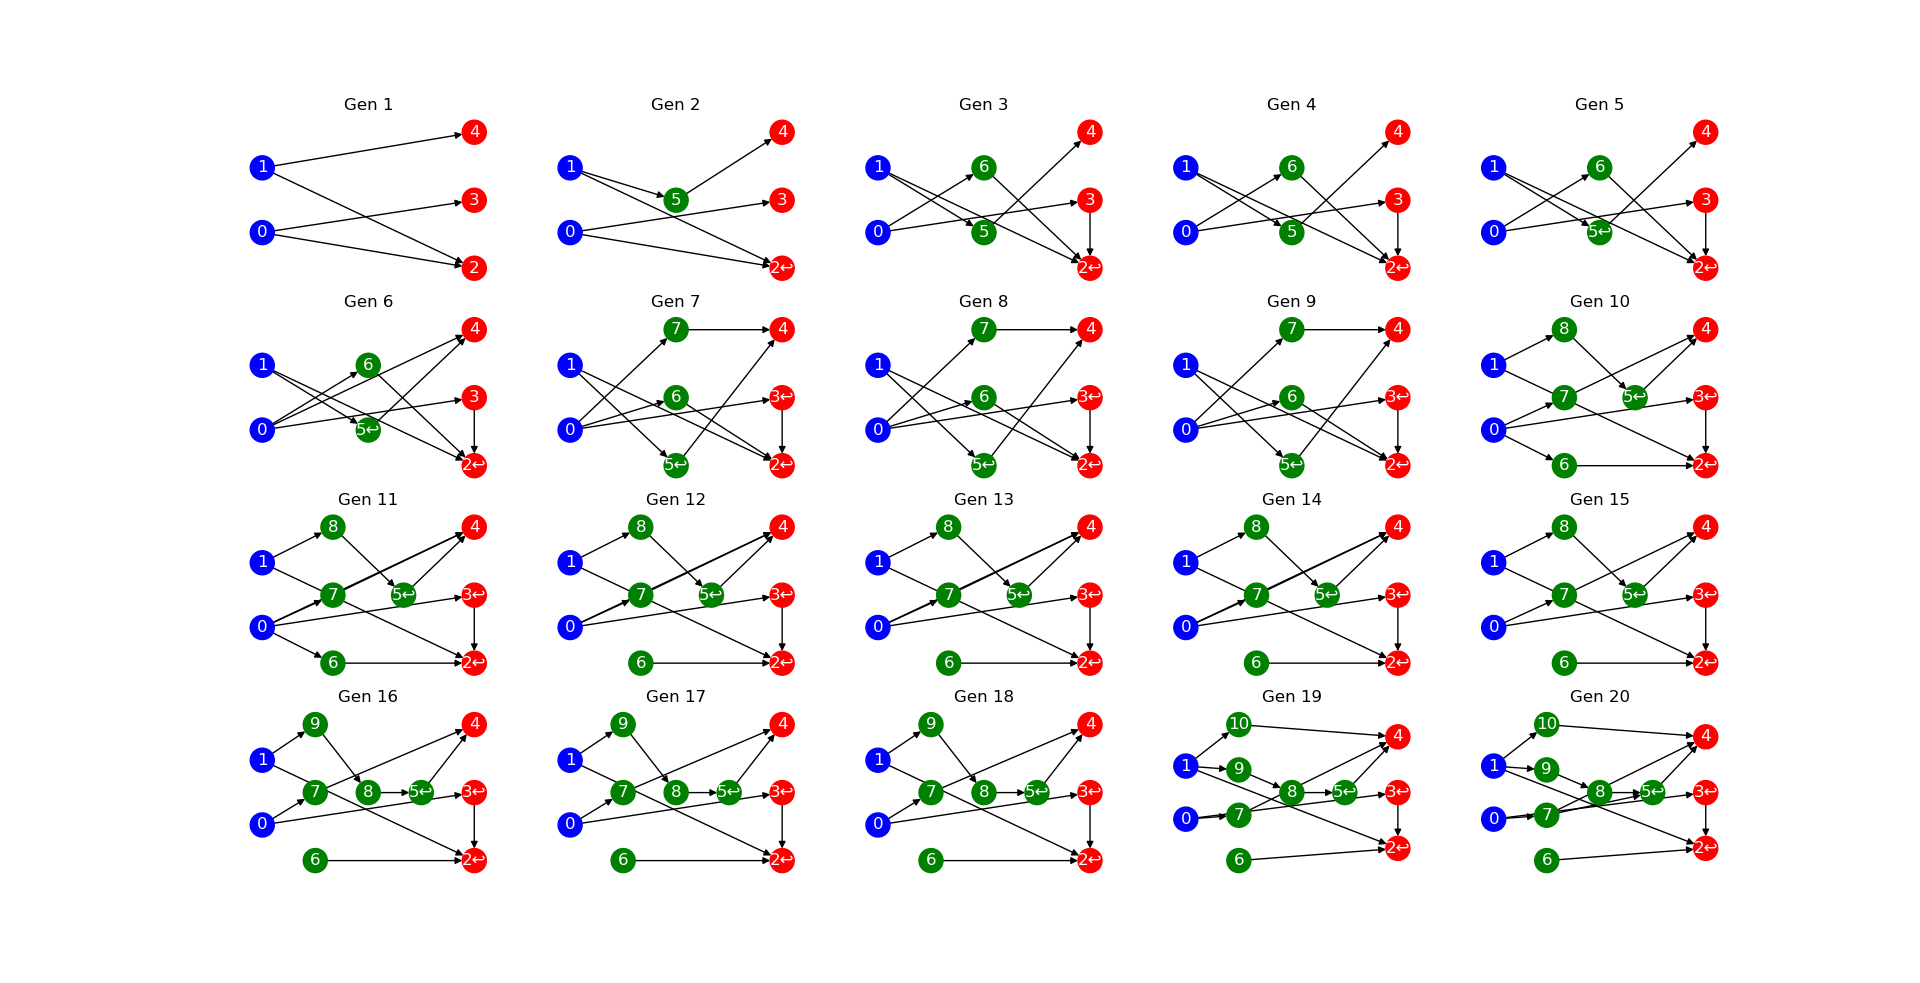 Gen 1 Gen 2 Gen 3 Gen 4 Gen 5
4 4 4 4 4
1 1 6 1 6 1 6 1
3 5 3 3 3 3
0 0 0 5 0 5 0 5↩
2 2↩ 2↩ 2↩ 2↩
Gen 6 Gen 7 Gen 8 Gen 9 Gen 10
4 7 4 7 4 7 4 8 4
1 6 1 1 1 1
3 6 3↩ 6 3↩ 6 3↩ 7 5↩ 3↩
0 5↩ 0 0 0 0
2↩ 5↩ 2↩ 5↩ 2↩ 5↩ 2↩ 6 2↩
Gen 11 Gen 12 Gen 13 Gen 14 Gen 15
8 4 8 4 8 4 8 4 8 4
1 1 1 1 1
7 5↩ 3↩ 7 5↩ 3↩ 7 5↩ 3↩ 7 5↩ 3↩ 7 5↩ 3↩
0 0 0 0 0
6 2↩ 6 2↩ 6 2↩ 6 2↩ 6 2↩
Gen 16 Gen 17 Gen 18 Gen 19 Gen 20
9 4 9 4 9 4 10 4 10 4
1 1 1 1 9 1 9
7 8 5↩ 3↩ 7 8 5↩ 3↩ 7 8 5↩ 3↩ 8 5↩ 3↩ 8 5↩ 3↩
0 0 0 0 7 0 7
6 2↩ 6 2↩ 6 2↩ 6 2↩ 6 2↩